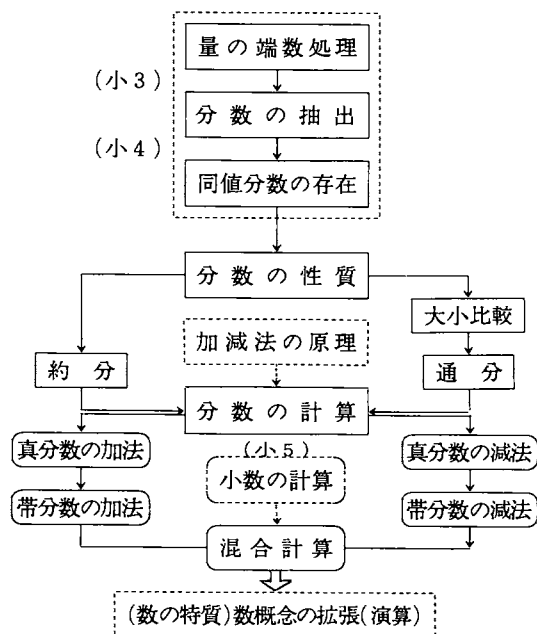 量の端数処理
(小3)
分数の抽出
(小4)
同値分数の存在
分数の性質
大小比較
加減法の原理
約分
通分
分数の計算
(小5)
真分数の加法
真分数の減法
小数の計算
帯分数の加法
帯分数の減法
混合計算
(数の特質)数概念の拡張(演算)